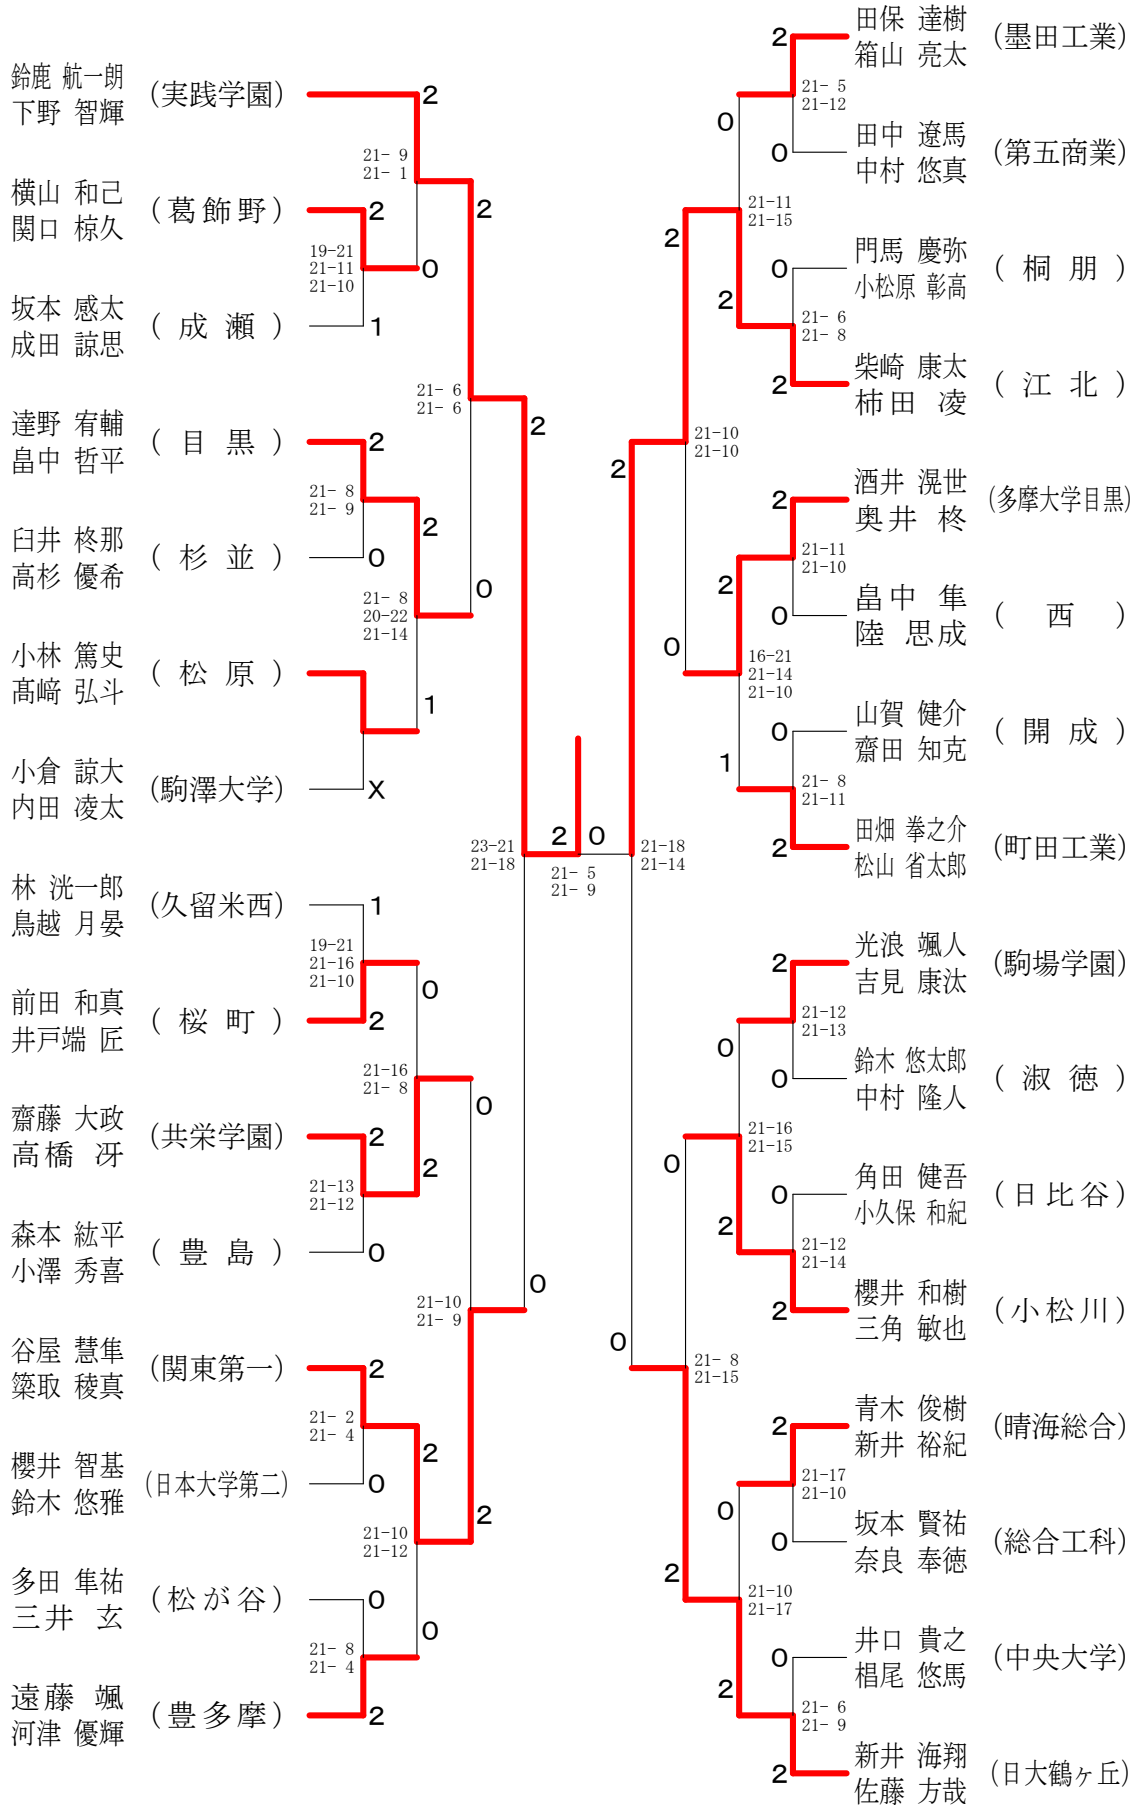 鈴鹿 航一朗
下野 智輝
(実践学園)
2
21- 9
21- 1
2
横山 和己
関口 椋久
(葛飾野)
2
19-21
21-11
21-10
0
坂本 感太
成田 諒思
(成瀬)
1
21- 6
21- 6
2
達野 宥輔
畠中 哲平
(目黒)
2
21- 8
21- 9
2
臼井 柊那
高杉 優希
(杉並)
0
0
21- 8
20-22
21-14
小林 篤史
髙﨑 弘斗
(松原)
1
小倉 諒大
内田 凌太
(駒澤大学)
X
23-21
21-18
2
0
21- 5
21- 9
林 洸一郎
鳥越 月晏
(久留米西)
1
19-21
21-16
21-10
0
前田 和真
井戸端 匠
(桜町)
2
21-16
21- 8
0
齋藤 大政
高橋 冴
(共栄学園)
2
21-13
21-12
2
森本 紘平
小澤 秀喜
(豊島)
0
21-10
21- 9
0
谷屋 慧隼
簗取 稜真
(関東第一)
2
21- 2
21- 4
2
櫻井 智基
鈴木 悠雅
(日本大学第二)
0
21-10
21-12
2
多田 隼祐
三井 玄
(松が谷)
0
21- 8
21- 4
0
遠藤 颯
河津 優輝
(豊多摩)
2
田保 達樹
箱山 亮太
(墨田工業)
2
21- 5
21-12
0
田中 遼馬
中村 悠真
(第五商業)
0
21-11
21-15
2
門馬 慶弥
小松原 彰高
(桐朋)
0
21- 6
21- 8
2
柴崎 康太
柿田 凌
(江北)
2
21-10
21-10
2
酒井 滉世
奥井 柊
(多摩大学目黒)
2
21-11
21-10
2
畠中 隼
陸 思成
(西)
0
0
16-21
21-14
21-10
山賀 健介
齋田 知克
(開成)
0
21- 8
21-11
1
田畑 拳之介
松山 省太郎
(町田工業)
2
21-18
21-14
光浪 颯人
吉見 康汰
(駒場学園)
2
21-12
21-13
0
鈴木 悠太郎
中村 隆人
(淑徳)
0
21-16
21-15
0
角田 健吾
小久保 和紀
(日比谷)
0
21-12
21-14
2
櫻井 和樹
三角 敏也
(小松川)
2
0
21- 8
21-15
青木 俊樹
新井 裕紀
(晴海総合)
2
21-17
21-10
0
坂本 賢祐
奈良 奉徳
(総合工科)
0
2
21-10
21-17
井口 貴之
椙尾 悠馬
(中央大学)
0
21- 6
21- 9
2
新井 海翔
佐藤 方哉
(日大鶴ヶ丘)
2